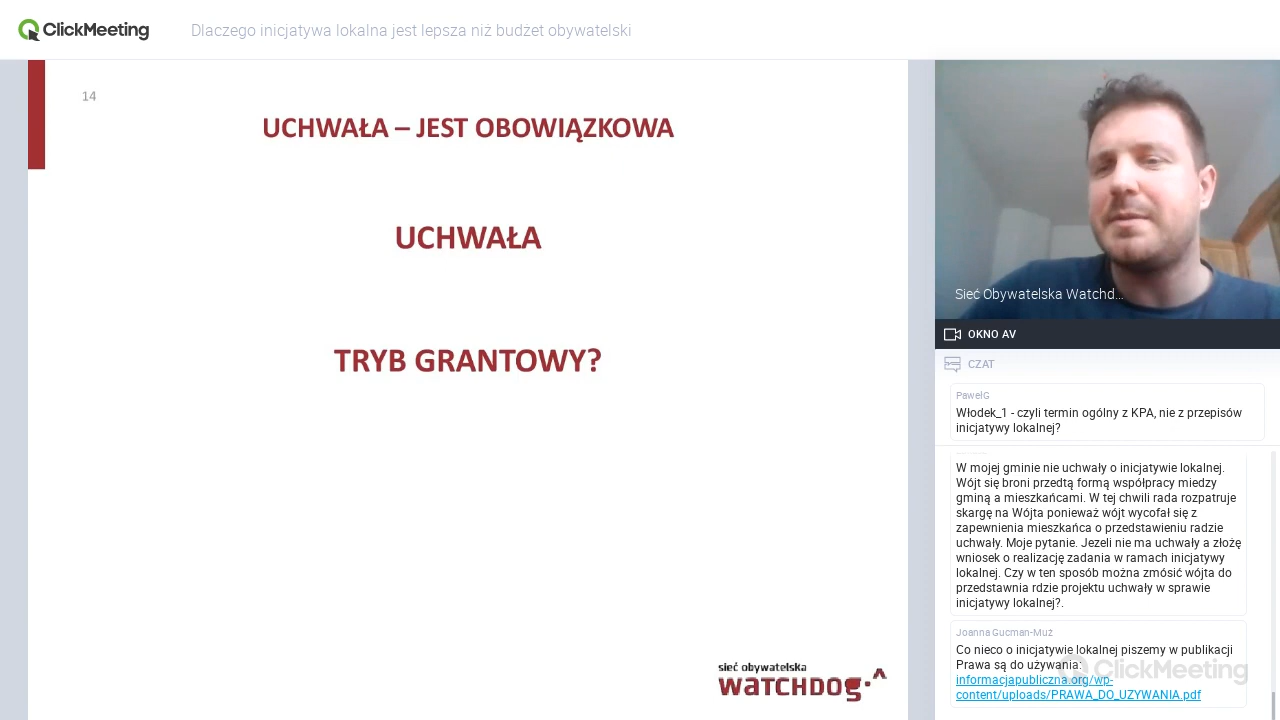 ClickMeeting
Dlaczego inicjatywa lokalna jest lepsza niż budżet obywatelski
14
UCHWAŁA – JEST OBOWIĄZKOWA
UCHWAŁA
TRYB GRANTOWY?
sieć obywatelska
WATCHDOG
Sieć Obywatelska Watchd...
OKNO AV
CZAT
PawełG
Włodek_1 - czyli termin ogólny z KPA, nie z przepisów
inicjatywy lokalnej?
W mojej gminie nie uchwały o inicjatywie lokalnej.
Wójt się broni przedtą formą współpracy miedzy
gminą a mieszkańcami. W tej chwili rada rozpatruje
skargę na Wójta ponieważ wójt wycofał się z
zapewnienia mieszkańca o przedstawieniu radzie
uchwały. Moje pytanie. Jezeli nie ma uchwały a złożę
wniosek o realizację zadania w ramach inicjatywy
lokalnej. Czy w ten sposób można zmósić wójta do
przedstawnia rdzie projektu uchwały w sprawie
inicjatywy lokalnej?.
Joanna Gucman-Muż
Co nieco o inicjatywie lokalnej piszemy w publikacji
Prawa są do używania:
informacjapubliczna.org/wp-
content/uploads/PRAWA_DO_UZYWANIA.pdf
ClickMeeting